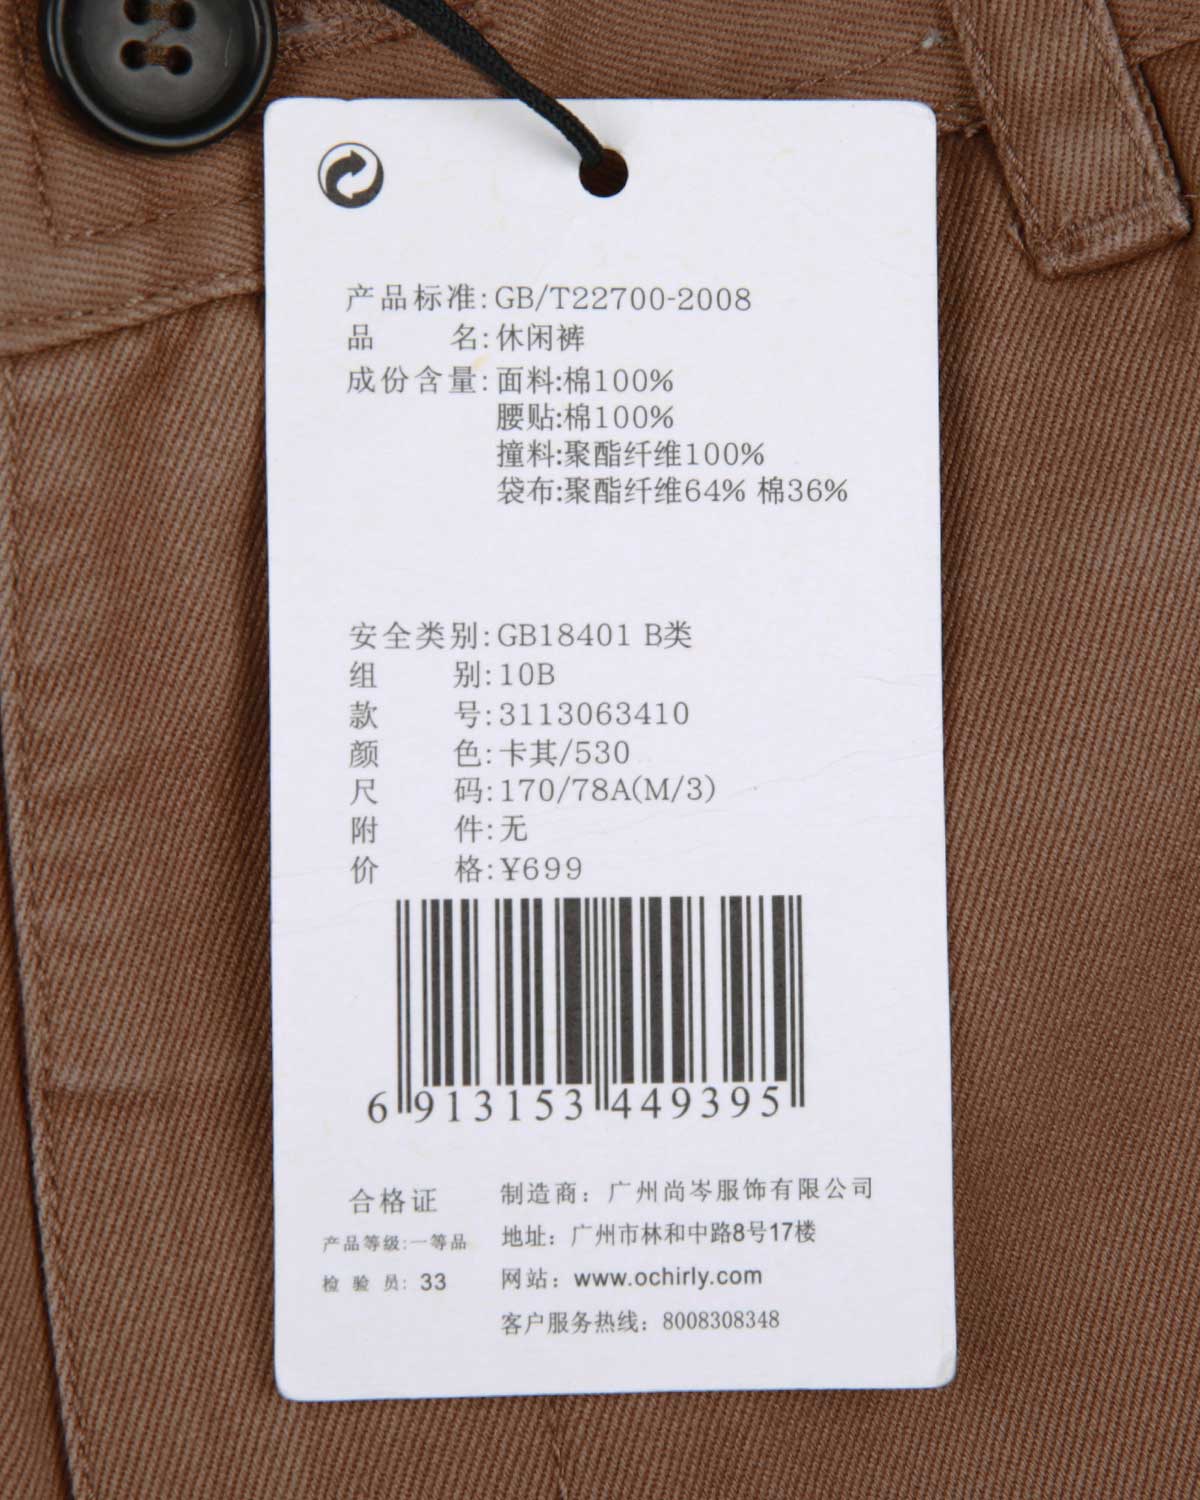 产品标准:GB/T22700-2008
品 名:休闲裤
成份含量:面料:棉100%
腰贴:棉100%
撞料:聚酯纤维100%
袋布:聚酯纤维64% 棉36%
安全类别:GB18401 B类
组 别:10B
款 号:3113063410
颜 色:卡其/530
尺 码:170/78A(M/3)
附 件:无
价 格:¥699
6 913153 449395
合格证
产品等级:一等品
检 验 员: 33
制造商：广州尚岑服饰有限公司
地址：广州市林和中路8号17楼
网站：www.ochirly.com
客户服务热线：8008308348